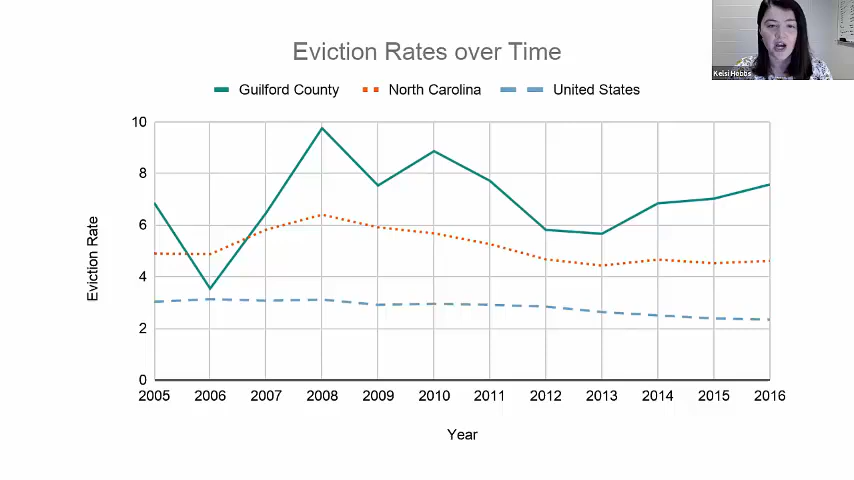 Kelsi Hobbs
Eviction Rates over Time
Guilford County North Carolina United States
10
8
6
4
2
0
Eviction Rate
2005 2006 2007 2008 2009 2010 2011 2012 2013 2014 2015 2016
Year